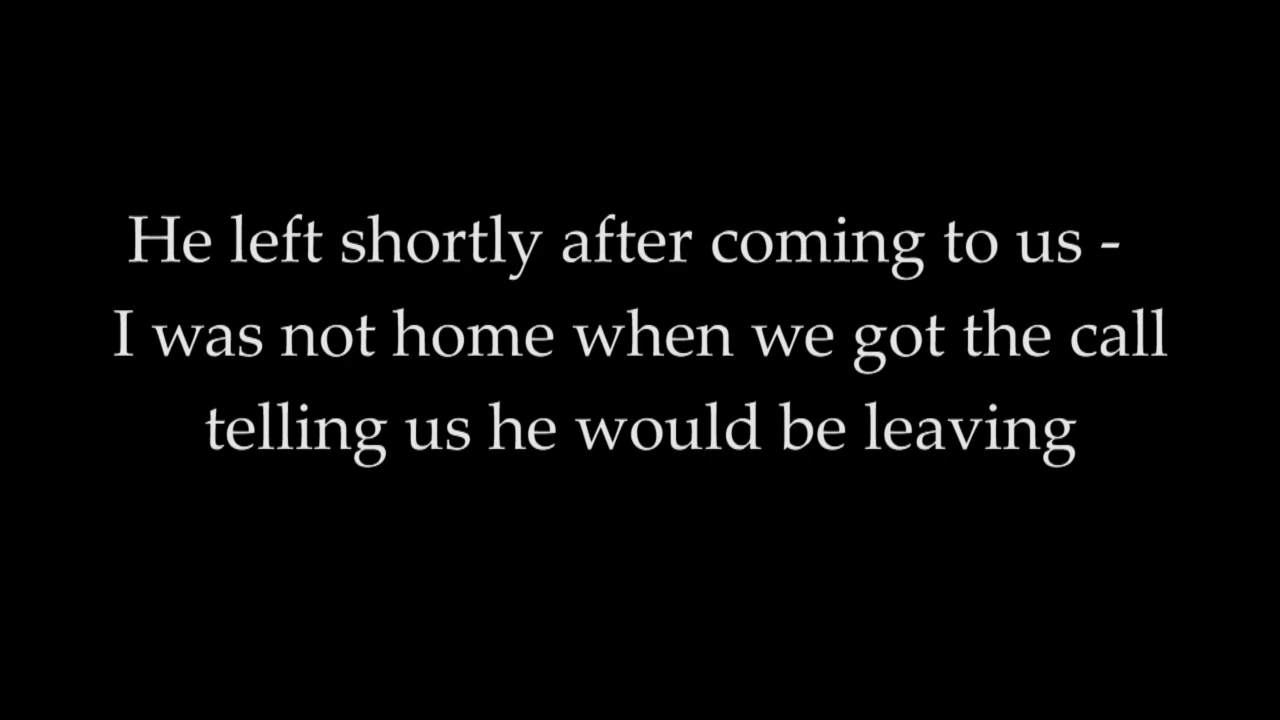 He left shortly after coming to us -
I was not home when we got the call
telling us he would be leaving